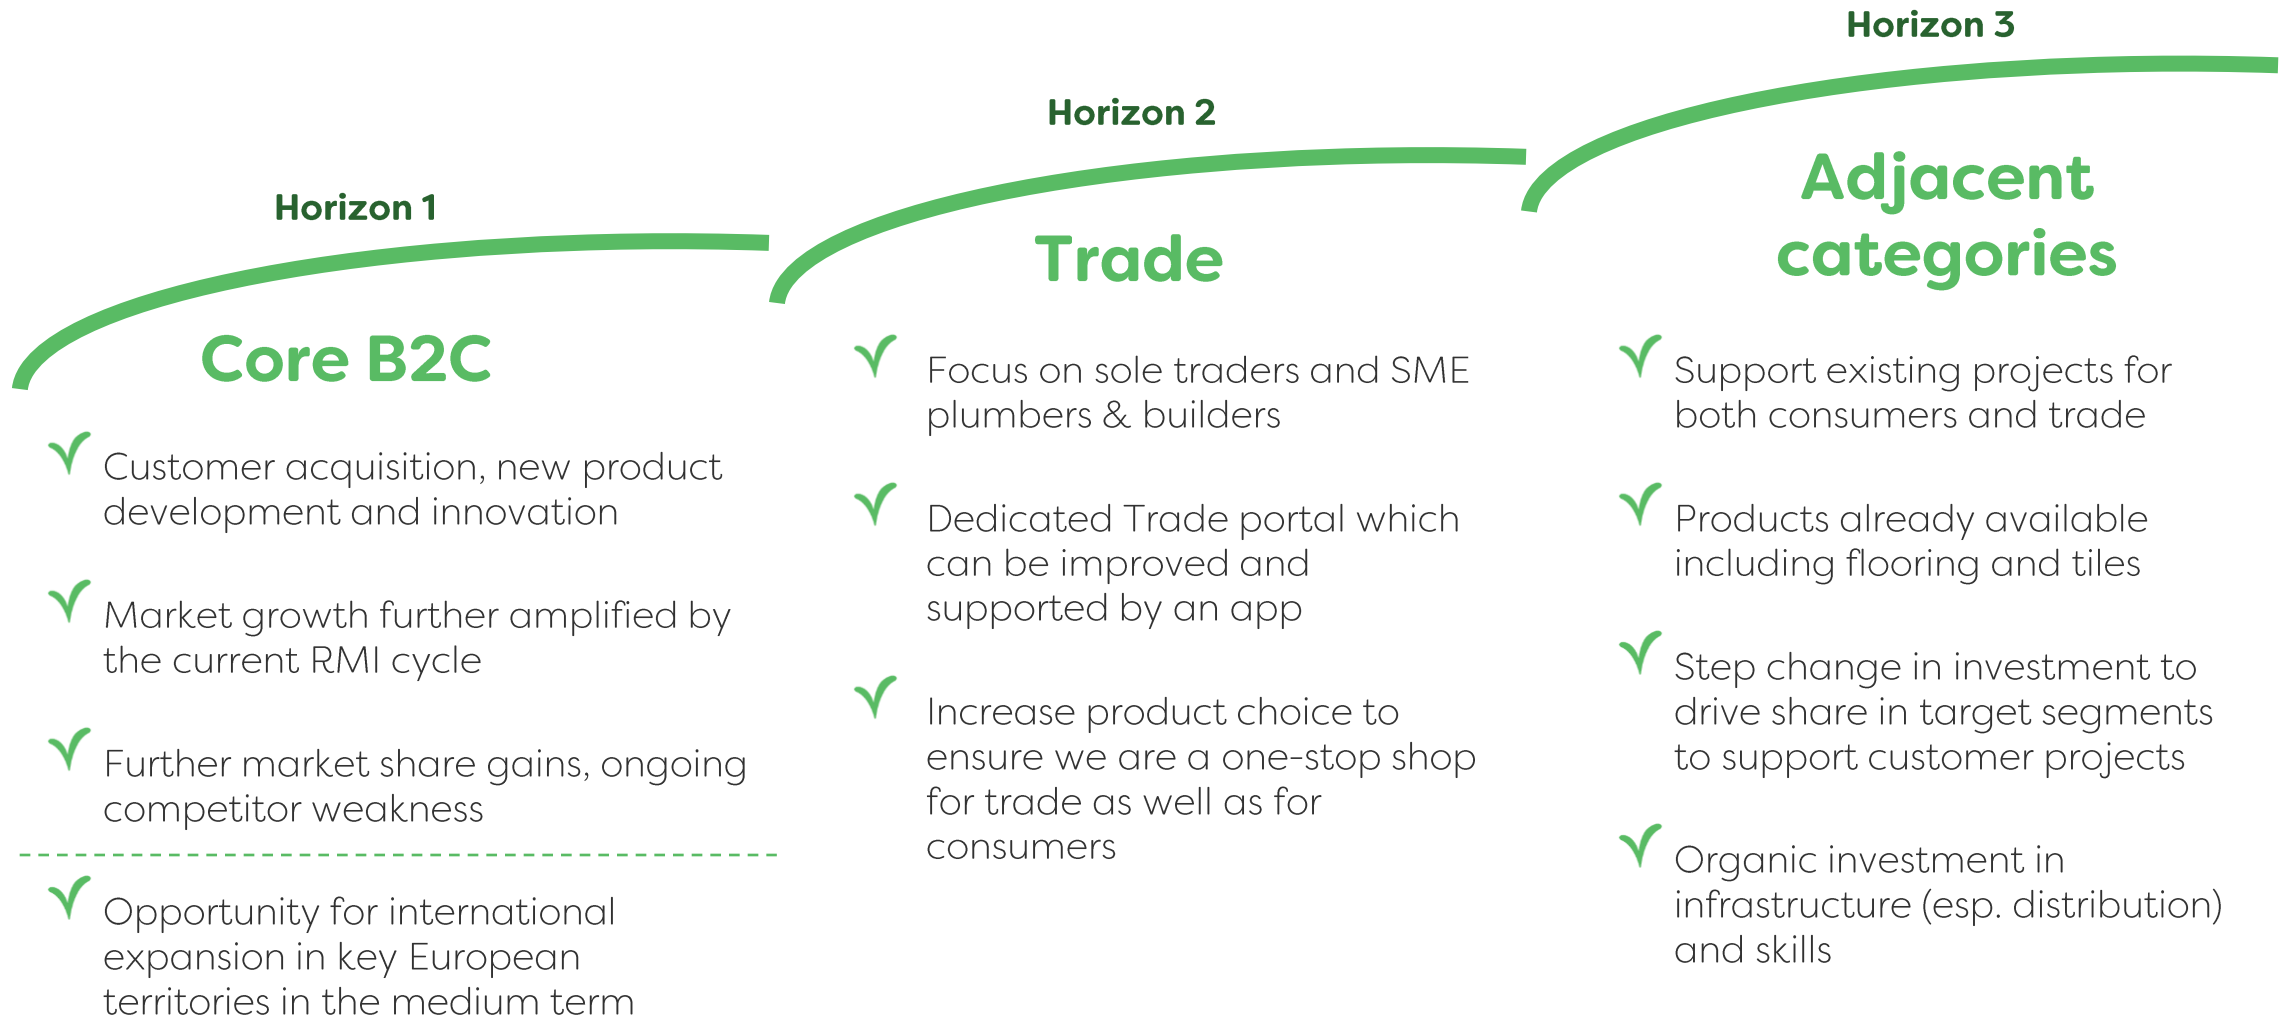 Horizon 1
Core B2C
Customer acquisition, new product
development and innovation
Market growth further amplified by
the current RMI cycle
Further market share gains, ongoing
competitor weakness
Opportunity for international
expansion in key European
territories in the medium term
Horizon 2
Trade
Focus on sole traders and SME
plumbers & builders
Dedicated Trade portal which
can be improved and
supported by an app
Increase product choice to
ensure we are a one-stop shop
for trade as well as for
consumers
Horizon 3
Adjacent
categories
Support existing projects for
both consumers and trade
Products already available
including flooring and tiles
Step change in investment to
drive share in target segments
to support customer projects
Organic investment in
infrastructure (esp. distribution)
and skills